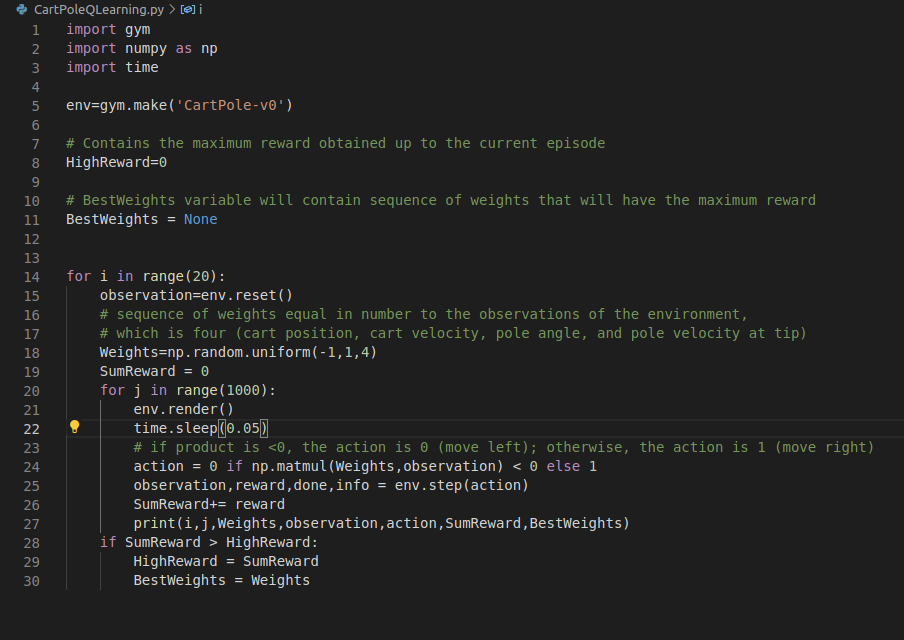 CartPoleQLearning.py > i
1 import gym
2 import numpy as np
3 import time
4
5 env=gym.make('CartPole-v0')
6
7 # Contains the maximum reward obtained up to the current episode
8 HighReward=0
9
10 # BestWeights variable will contain sequence of weights that will have the maximum reward
11 BestWeights = None
12
13
14 for i in range(20):
15     observation=env.reset()
16     # sequence of weights equal in number to the observations of the environment,
17     # which is four (cart position, cart velocity, pole angle, and pole velocity at tip)
18     Weights=np.random.uniform(-1,1,4)
19     SumReward = 0
20     for j in range(1000):
21         env.render()
22         time.sleep(0.05)
23         # if product is <0, the action is 0 (move left); otherwise, the action is 1 (move right)
24         action = 0 if np.matmul(Weights,observation) < 0 else 1
25         observation,reward,done,info = env.step(action)
26         SumReward+= reward
27         print(i,j,Weights,observation,action,SumReward,BestWeights)
28     if SumReward > HighReward:
29         HighReward = SumReward
30         BestWeights = Weights